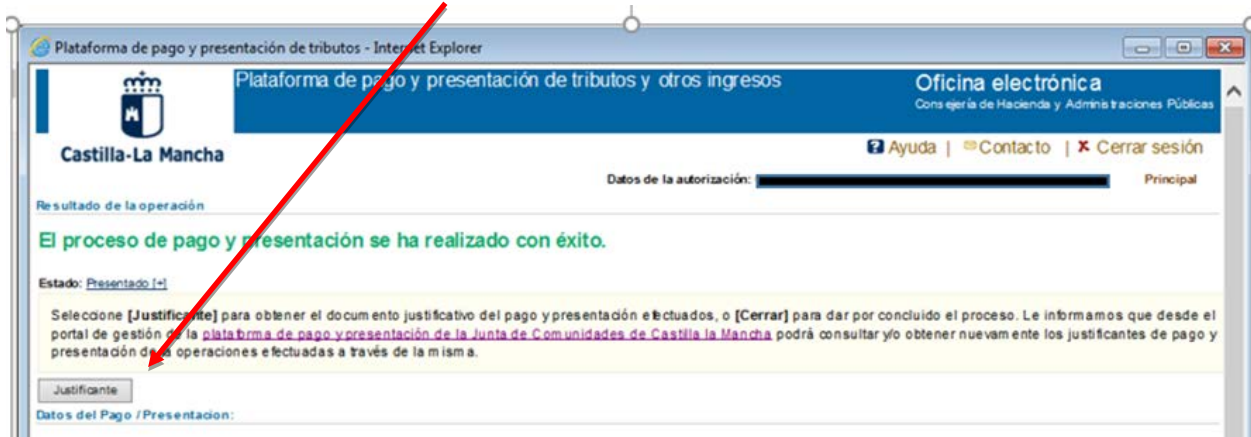 Plataforma de pago y presentación de tributos - Internet Explorer
Plataforma de pago y presentación de tributos y otros ingresos
Oficina electrónica
Consejería de Hacienda y Administraciones Públicas
Castilla-La Mancha
Ayuda | Contacto | Cerrar sesión
Datos de la autorización:
Principal
Resultado de la operación
El proceso de pago y presentación se ha realizado con éxito.
Estado: Presentado [+]
Seleccione [Justificante] para obtener el documento justificativo del pago y presentación efectuados, o [Cerrar] para dar por concluido el proceso. Le informamos que desde el
portal de gestión de la plataforma de pago y presentación de la Junta de Comunidades de Castilla la Mancha podrá consultar y/o obtener nuevamente los justificantes de pago y
presentación de la operaciones efectuadas a través de la misma.
Justificante
Datos del Pago / Presentacion: